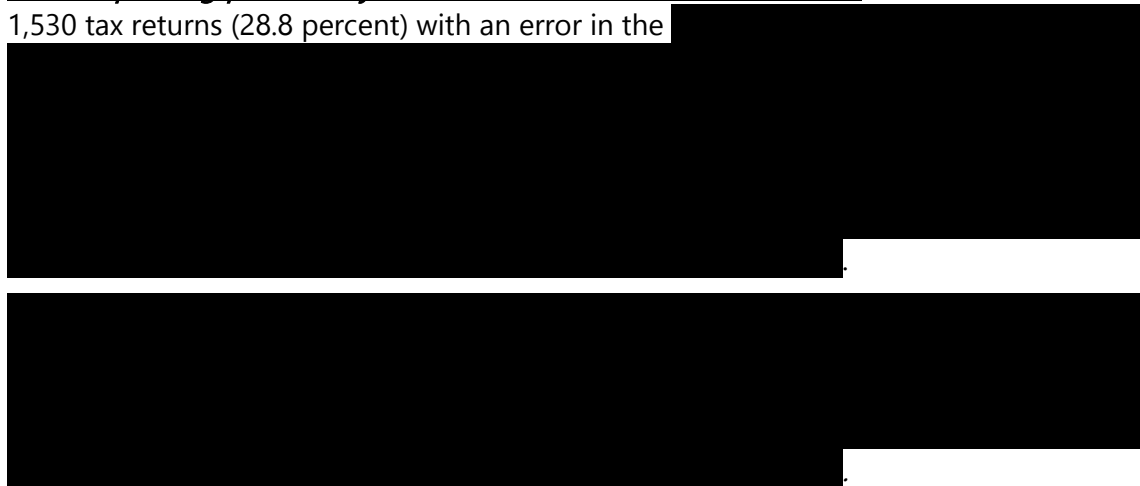 1,530 tax returns (28.8 percent) with an error in the
.
.